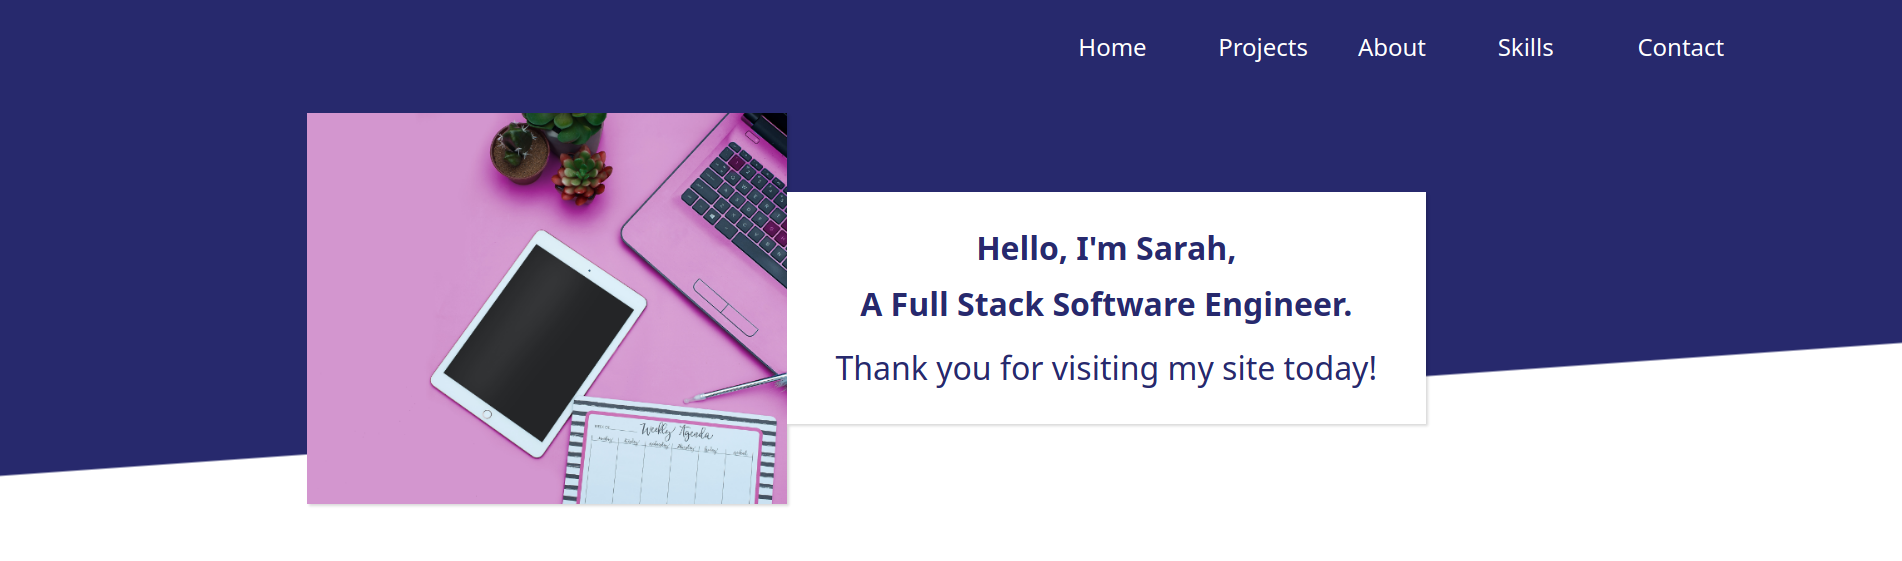 Home Projects About Skills Contact
Hello, I'm Sarah,
A Full Stack Software Engineer.
Thank you for visiting my site today!
Weekly Agenda